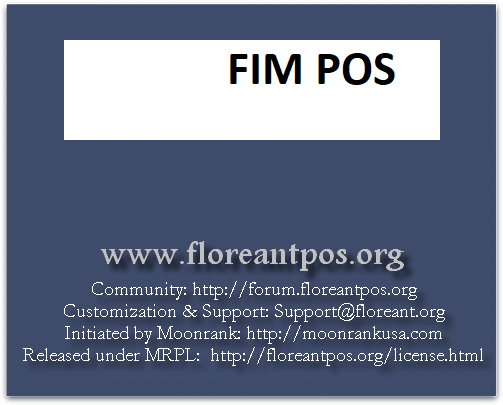 FIM POS
www.floreantpos.org
Community: http://forum.floreantpos.org
Customization & Support: Support@floreant.org
Initiated by Moonrank: http://moonrankusa.com
Released under MRPL: http://floreantpos.org/license.html